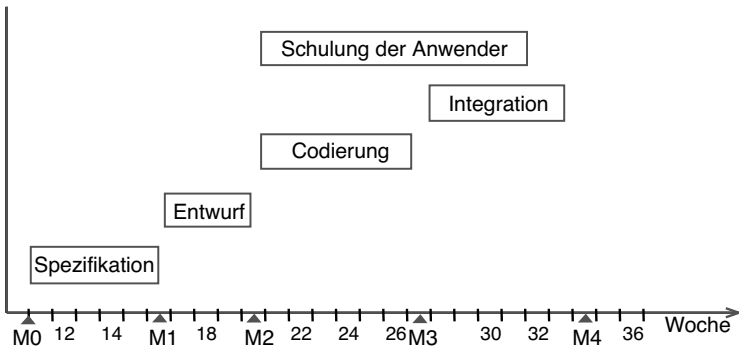 Schulung der Anwender
Integration
Codierung
Entwurf
Spezifikation
M0 12 14 M1 18 M2 22 24 26 M3 30 32 M4 36 Woche